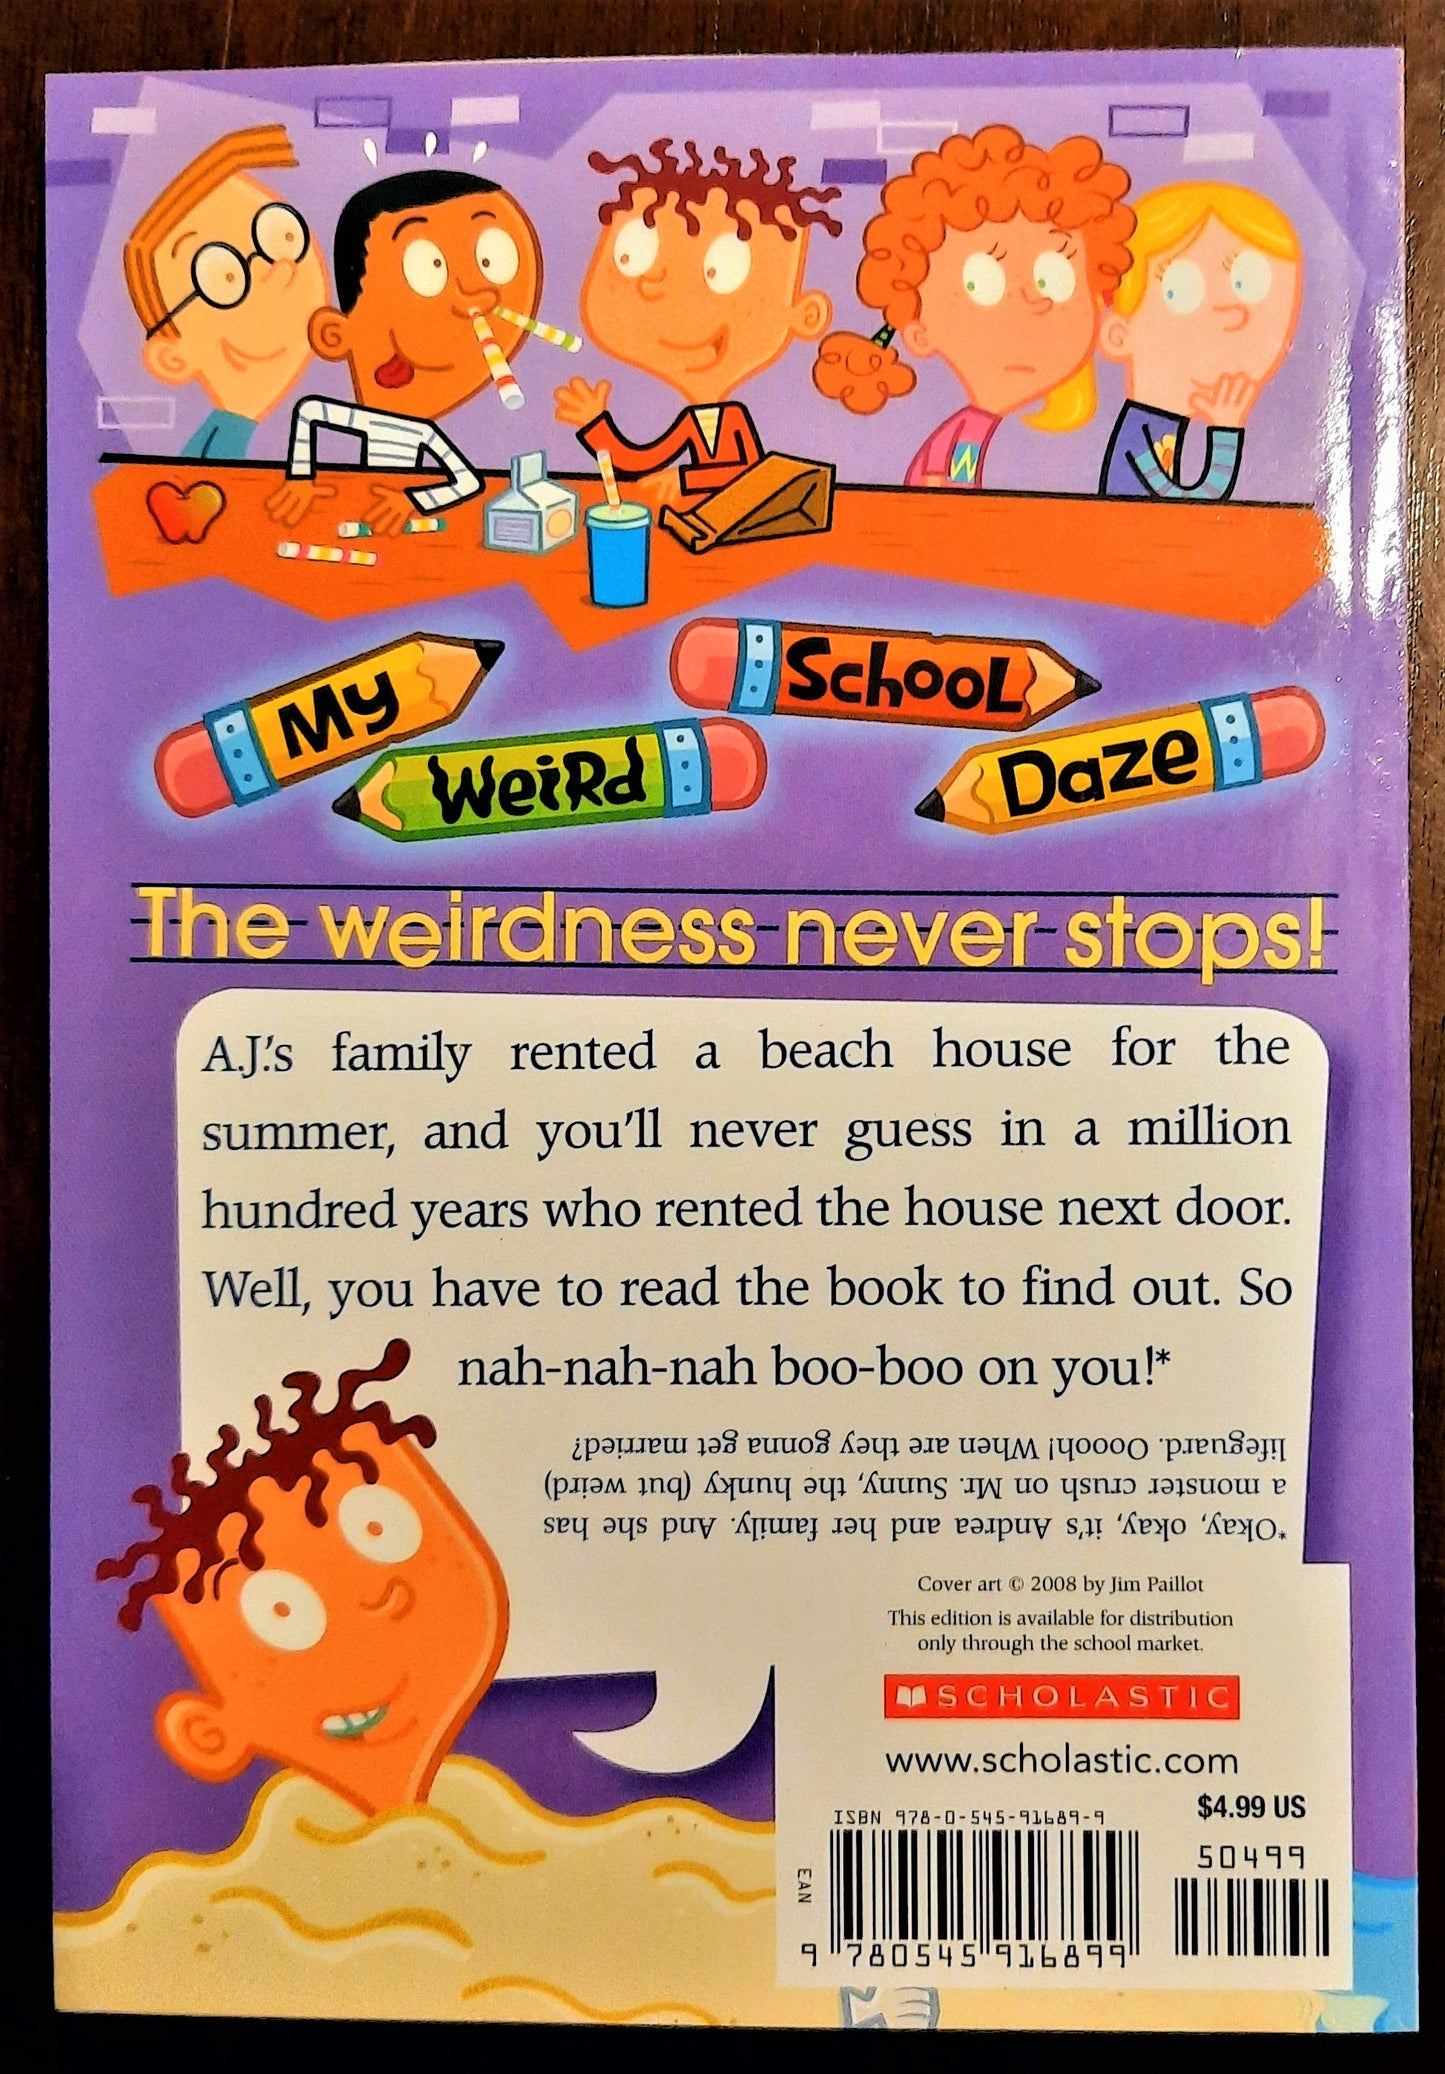 My
Weird
School
Daze
The weirdness never stops!
A.J.'s family rented a beach house for the
summer, and you'll never guess in a million
hundred years who rented the house next door.
Well, you have to read the book to find out. So
nah-nah-nah boo-boo on you!*
*Okay, okay, it's Andrea and her family. And she has
a monster crush on Mr. Sunny, the hunky (but weird)
lifeguard. Ooooh! When are they gonna get married?
Cover art © 2008 by Jim Paillot
This edition is available for distribution
only through the school market.
SCHOLASTIC
www.scholastic.com
$4.99 US
ISBN 978-0-545-91689-9
50499
EAN
9 780545 916899